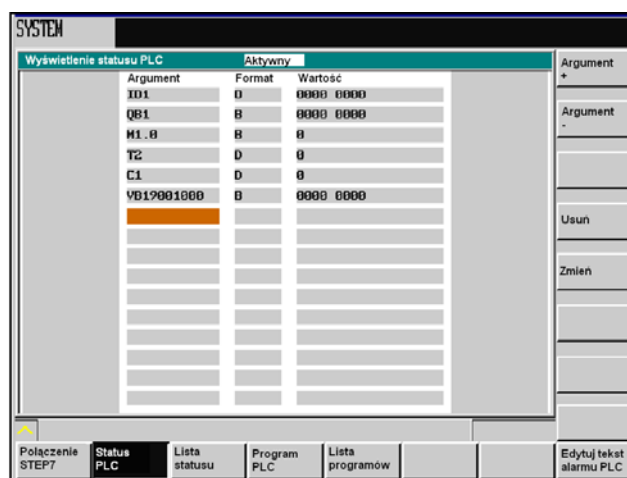 SYSTEM
Wyświetlenie statusu PLC Aktywny
Argument Format Wartość
ID1 D 0000 0000
QB1 B 0000 0000
M1.0 B 0
T2 D 0
C1 D 0
VB19001000 B 0000 0000
Argument
+
Argument
-
Usuń
Zmień
Połączenie
STEP7
Status
PLC
Lista
statusu
Program
PLC
Lista
programów
Edytuj tekst
alarmu PLC